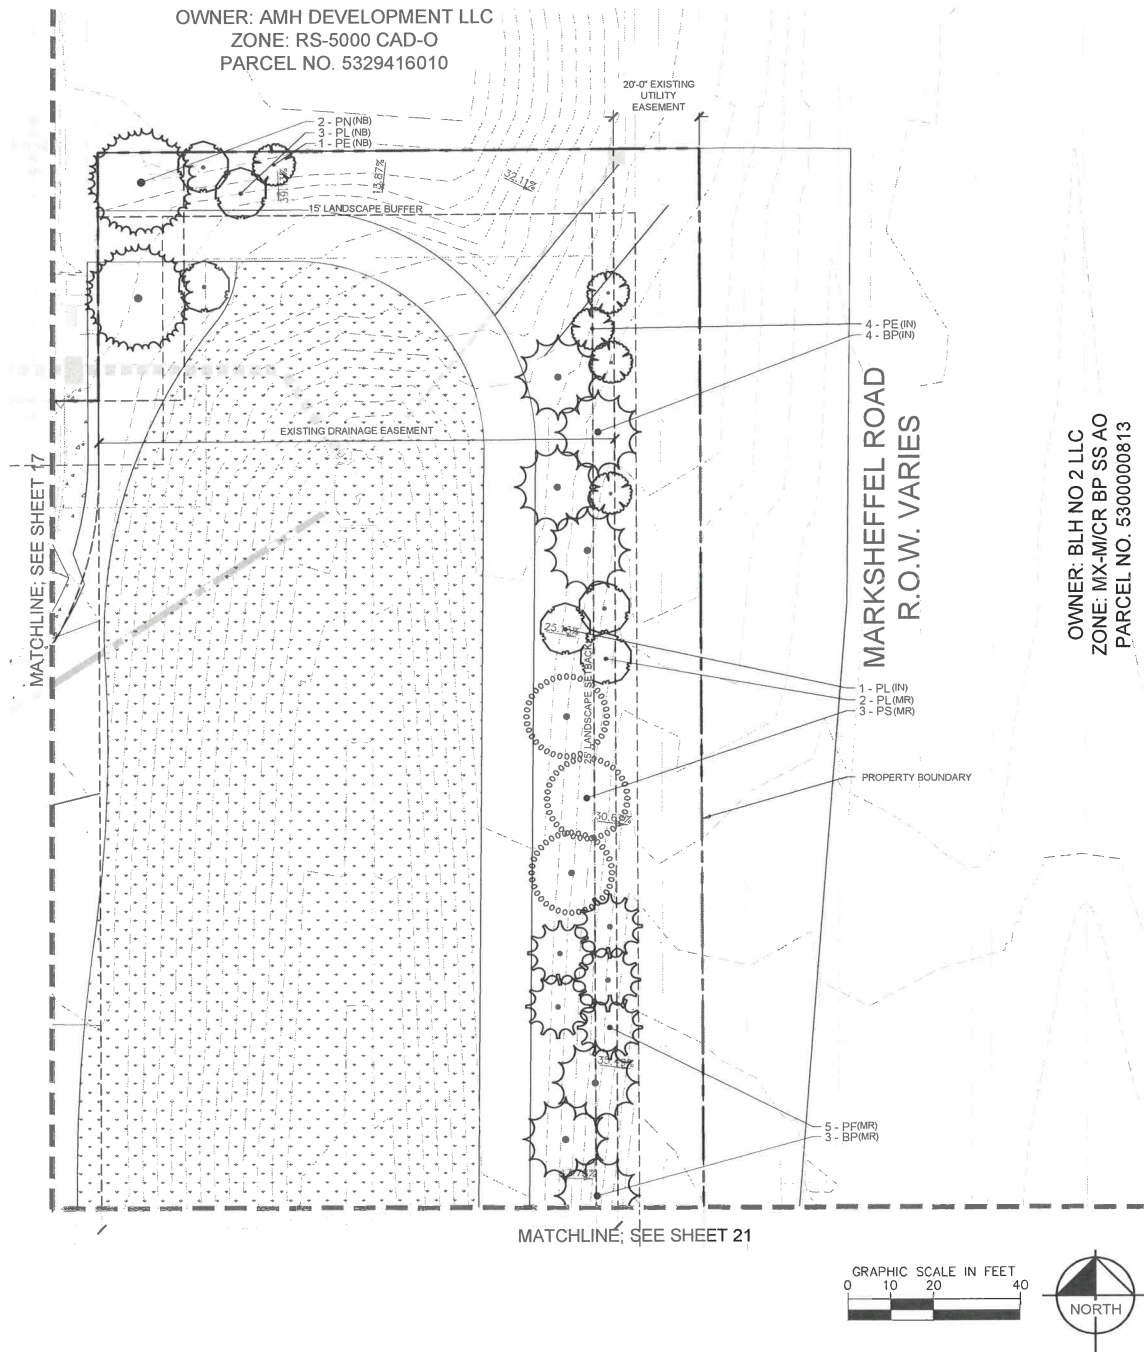 OWNER: AMH DEVELOPMENT LLC
ZONE: RS-5000 CAD-O
PARCEL NO. 5329416010
20'-0" EXISTING
UTILITY
EASEMENT
2 - PN(NB)
3 - PL(NB)
1 - PE(NB)
13.87%
32.11%
15' LANDSCAPE BUFFER
4 - PE(IN)
4 - BP(IN)
EXISTING DRAINAGE EASEMENT
MATCHLINE; SEE SHEET 17
MARKSHEFFEL ROAD
R.O.W. VARIES
OWNER: BLH NO 2 LLC
ZONE: MX-M/CR BP SS AO
PARCEL NO. 5300000813
25' LANDSCAPE SETBACK
1 - PL(IN)
2 - PL(MR)
3 - PS(MR)
PROPERTY BOUNDARY
5 - PF(MR)
3 - BP(MR)
MATCHLINE; SEE SHEET 21
GRAPHIC SCALE IN FEET
0 10 20 40
NORTH